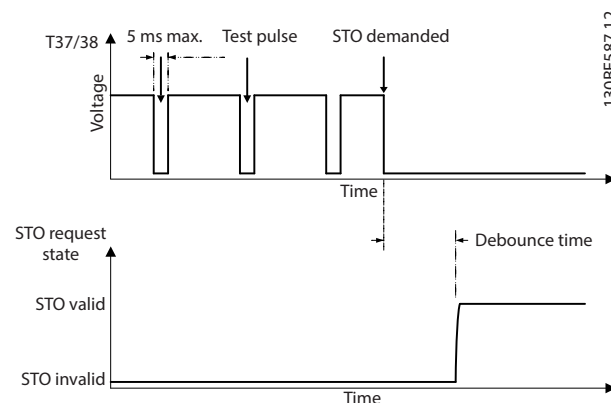 T37/38
5 ms max.
Test pulse
STO demanded
130BE587.12
Voltage
Time
STO request
state
Debounce time
STO valid
STO invalid
Time